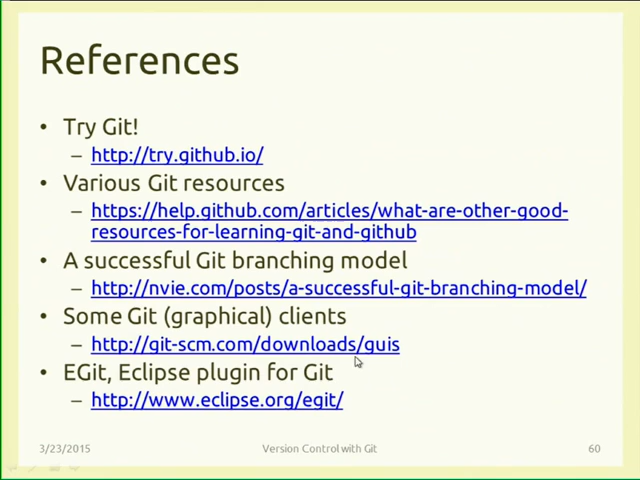 References
• Try Git!
– http://try.github.io/
• Various Git resources
– https://help.github.com/articles/what-are-other-good-
resources-for-learning-git-and-github
• A successful Git branching model
– http://nvie.com/posts/a-successful-git-branching-model/
• Some Git (graphical) clients
– http://git-scm.com/downloads/guis
• EGit, Eclipse plugin for Git
– http://www.eclipse.org/egit/
3/23/2015 Version Control with Git 60